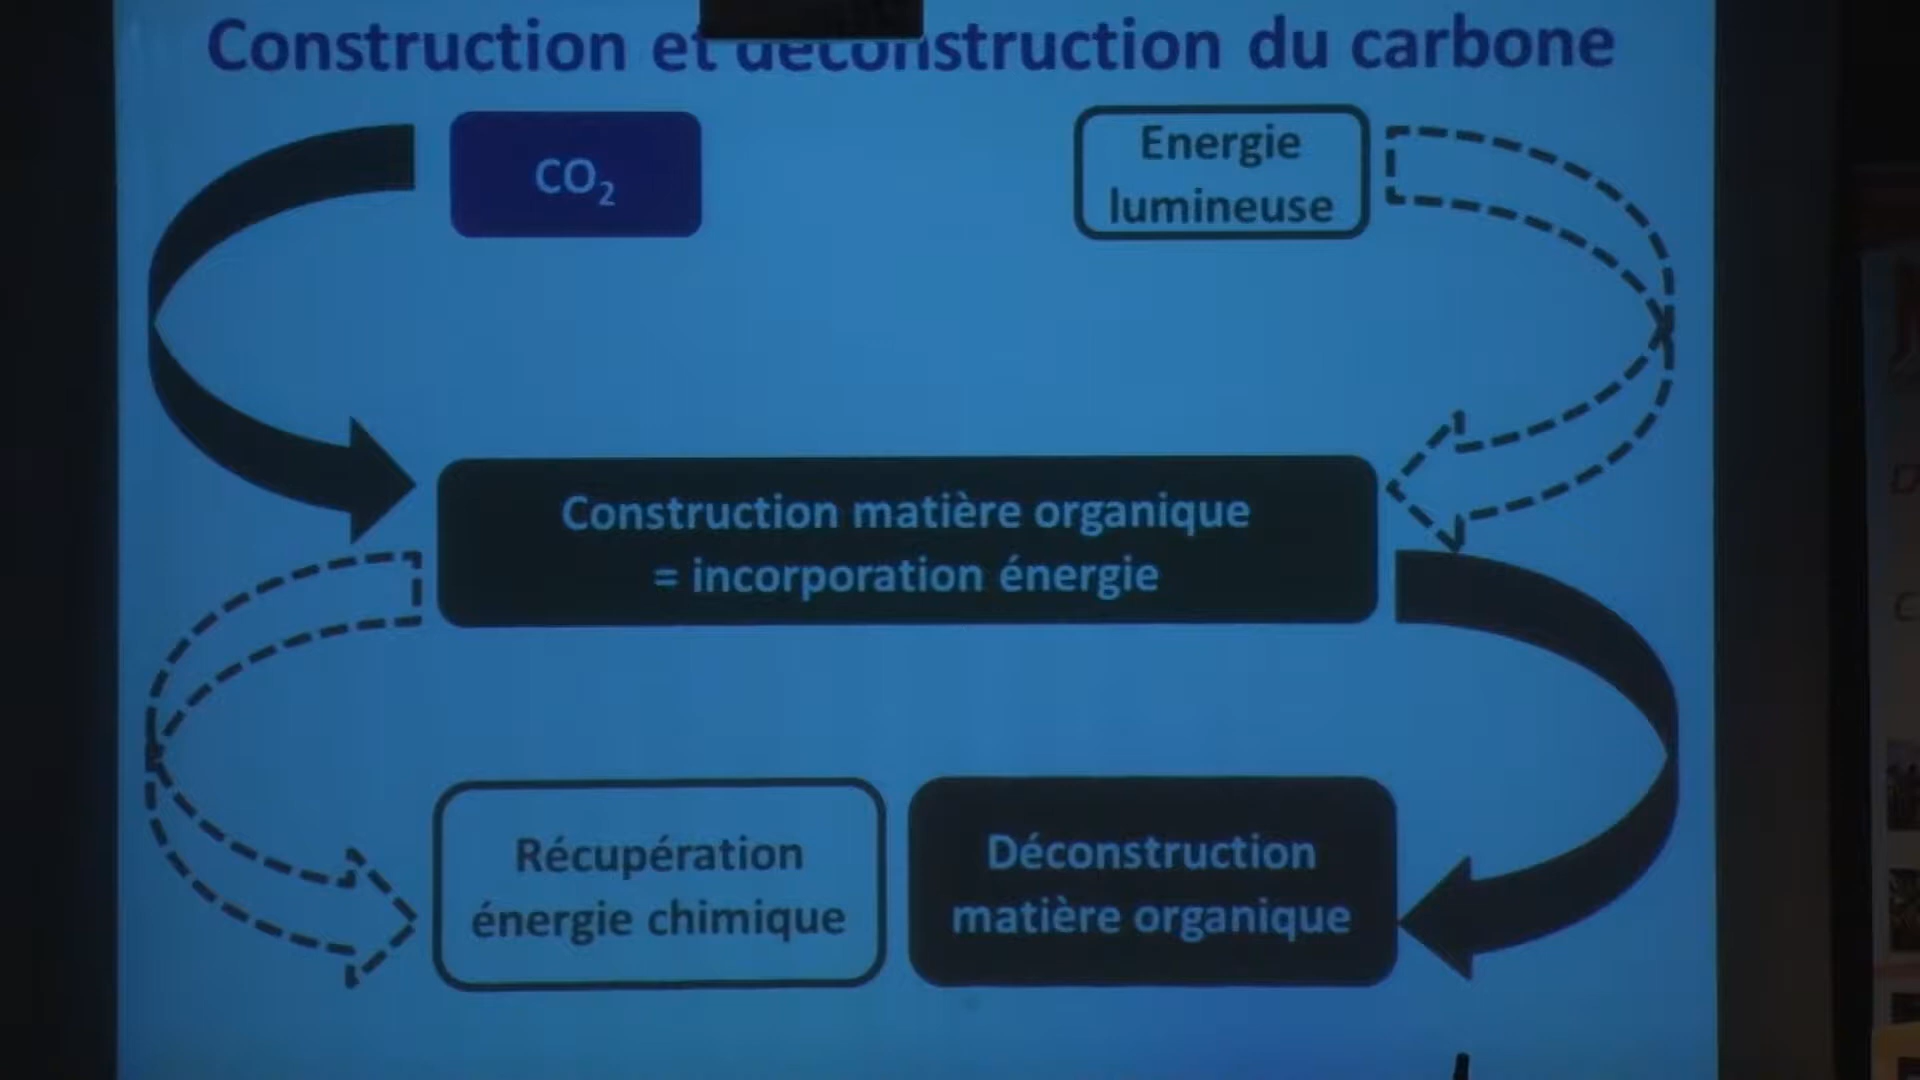 Construction et déconstruction du carbone
CO₂
Energie
lumineuse
Construction matière organique
= incorporation énergie
Récupération
énergie chimique
Déconstruction
matière organique